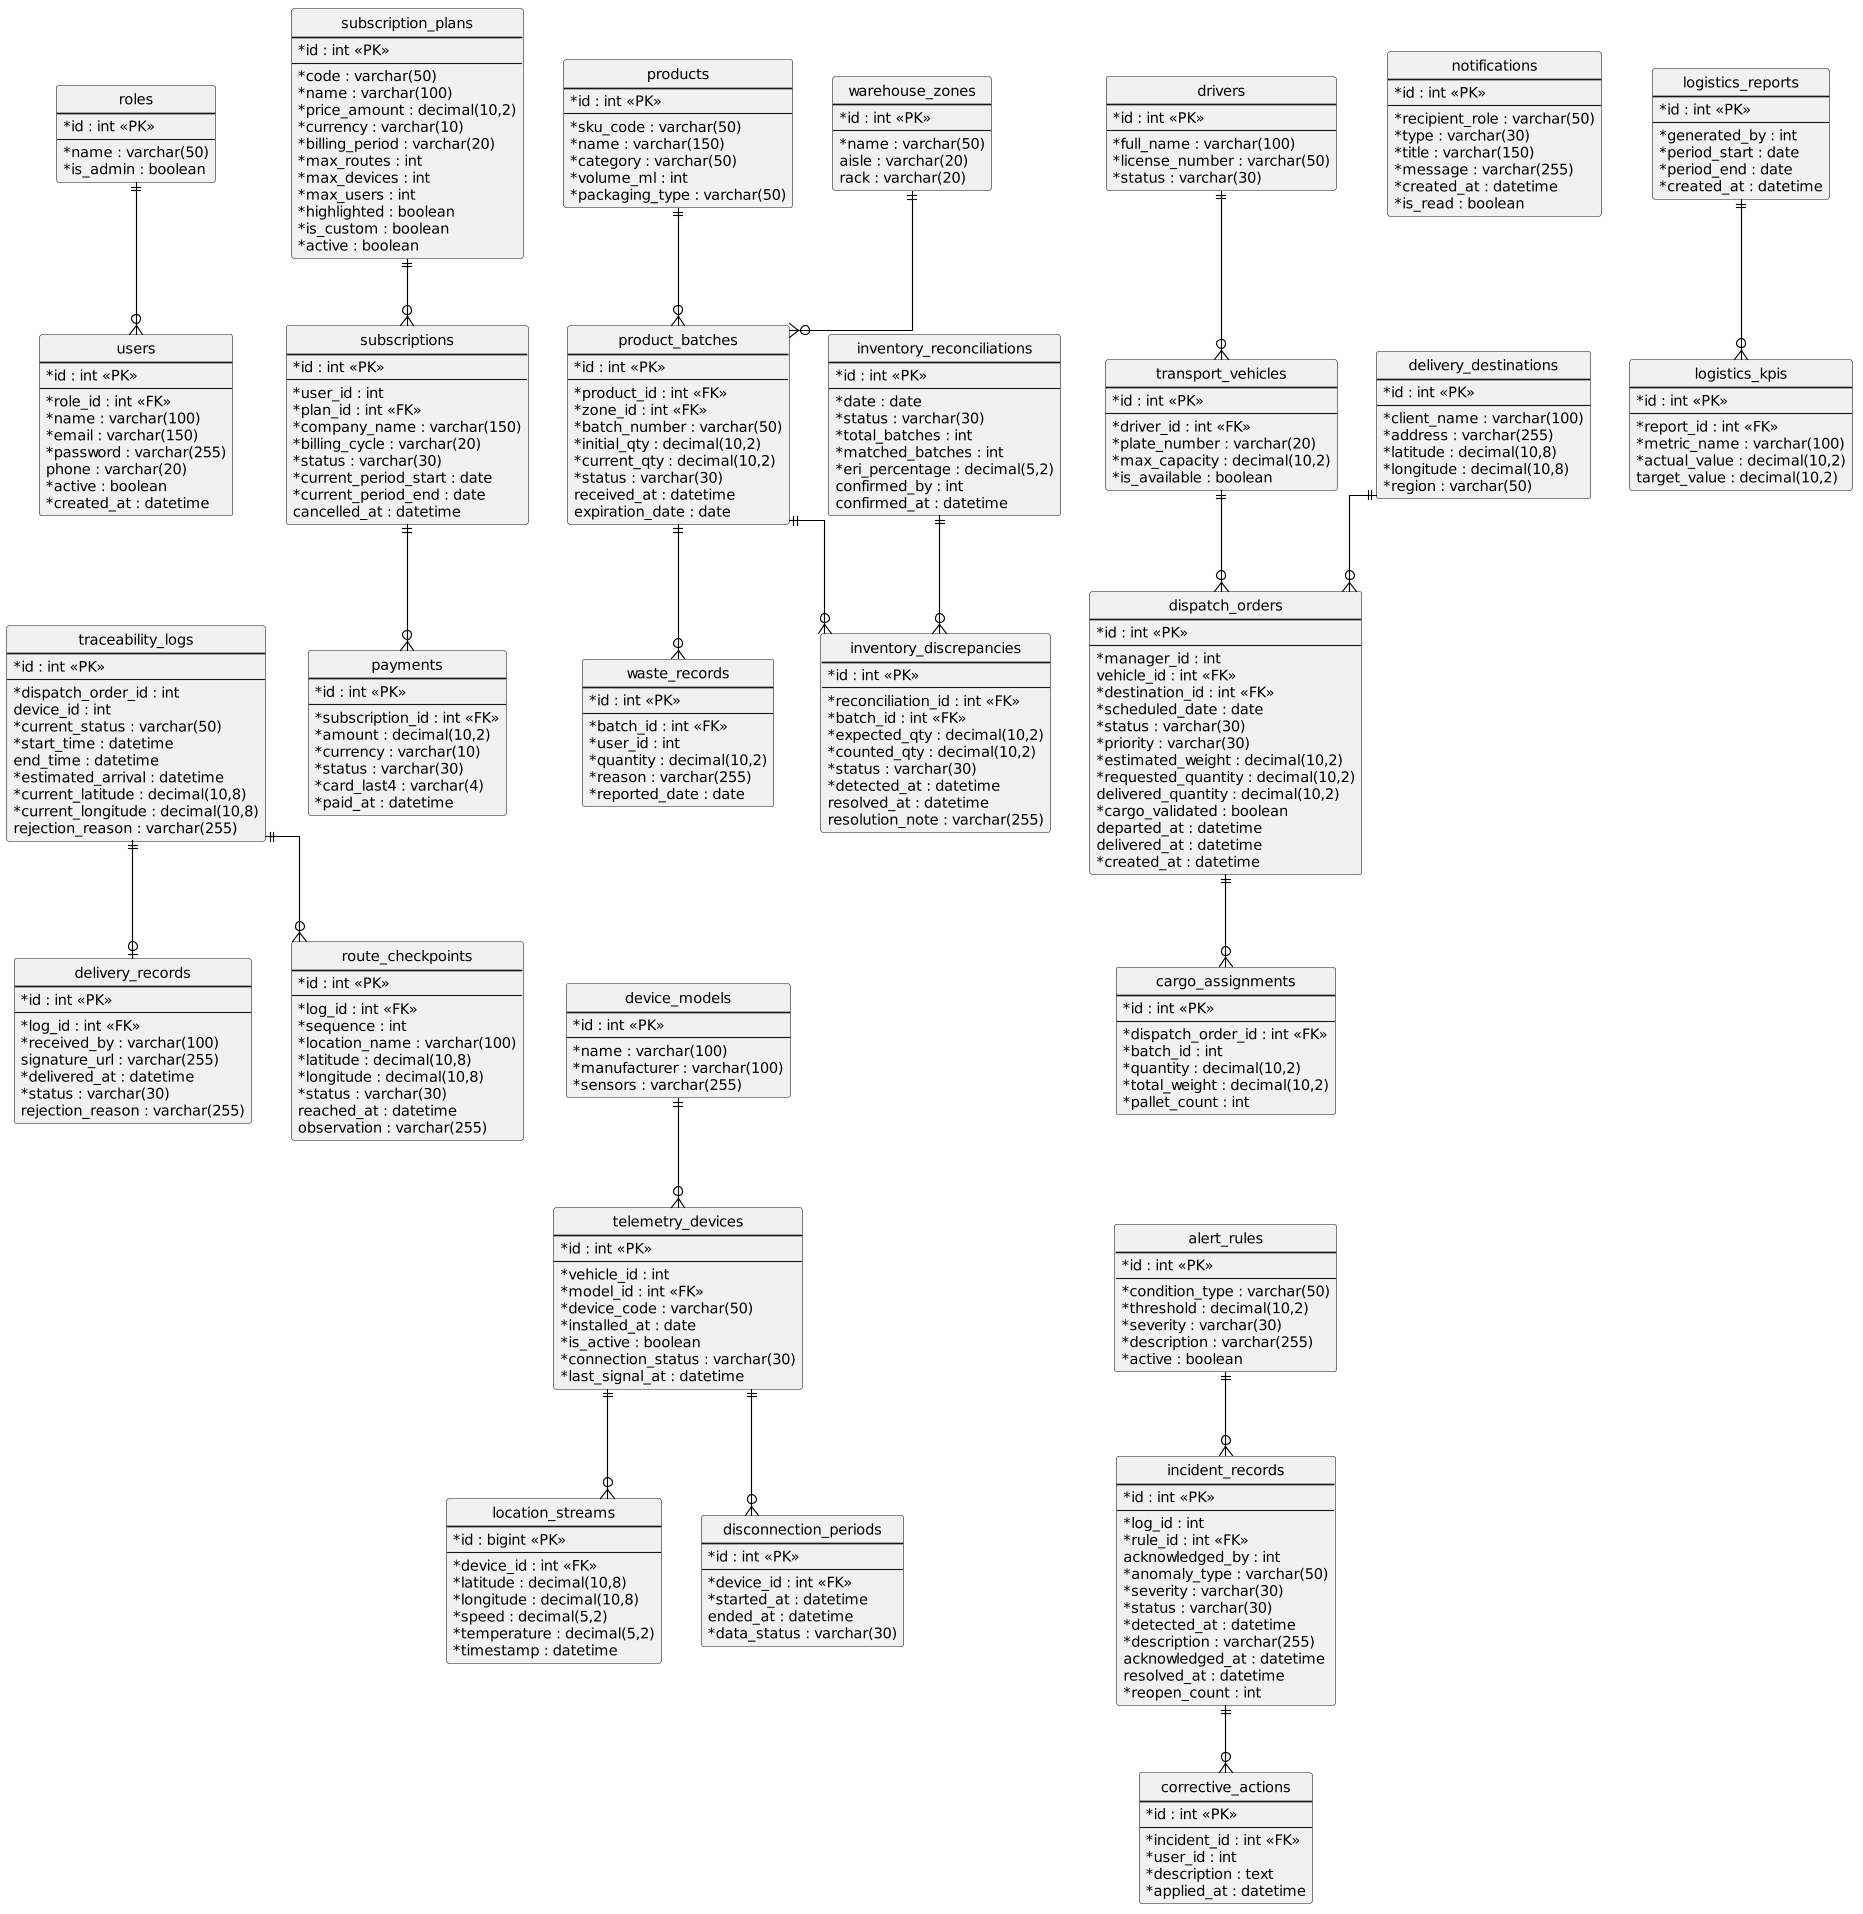 subscription_plans
*id : int «PK»
*code : varchar(50)
*name : varchar(100)
*price_amount : decimal(10,2)
*currency : varchar(10)
*billing_period : varchar(20)
*max_routes : int
*max_devices : int
*max_users : int
*highlighted : boolean
*is_custom : boolean
*active : boolean
roles
*id : int «PK»
*name : varchar(50)
*is_admin : boolean
products
*id : int «PK»
*sku_code : varchar(50)
*name : varchar(150)
*category : varchar(50)
*volume_ml : int
*packaging_type : varchar(50)
warehouse_zones
*id : int «PK»
*name : varchar(50)
aisle : varchar(20)
rack : varchar(20)
drivers
*id : int «PK»
*full_name : varchar(100)
*license_number : varchar(50)
*status : varchar(30)
notifications
*id : int «PK»
*recipient_role : varchar(50)
*type : varchar(30)
*title : varchar(150)
*message : varchar(255)
*created_at : datetime
*is_read : boolean
logistics_reports
*id : int «PK»
*generated_by : int
*period_start : date
*period_end : date
*created_at : datetime
users
*id : int «PK»
*role_id : int «FK»
*name : varchar(100)
*email : varchar(150)
*password : varchar(255)
phone : varchar(20)
*active : boolean
*created_at : datetime
subscriptions
*id : int «PK»
*user_id : int
*plan_id : int «FK»
*company_name : varchar(150)
*billing_cycle : varchar(20)
*status : varchar(30)
*current_period_start : date
*current_period_end : date
cancelled_at : datetime
product_batches
*id : int «PK»
*product_id : int «FK»
*zone_id : int «FK»
*batch_number : varchar(50)
*initial_qty : decimal(10,2)
*current_qty : decimal(10,2)
*status : varchar(30)
received_at : datetime
expiration_date : date
inventory_reconciliations
*id : int «PK»
*date : date
*status : varchar(30)
*total_batches : int
*matched_batches : int
*eri_percentage : decimal(5,2)
confirmed_by : int
confirmed_at : datetime
transport_vehicles
*id : int «PK»
*driver_id : int «FK»
*plate_number : varchar(20)
*max_capacity : decimal(10,2)
*is_available : boolean
delivery_destinations
*id : int «PK»
*client_name : varchar(100)
*address : varchar(255)
*latitude : decimal(10,8)
*longitude : decimal(10,8)
*region : varchar(50)
logistics_kpis
*id : int «PK»
*report_id : int «FK»
*metric_name : varchar(100)
*actual_value : decimal(10,2)
target_value : decimal(10,2)
traceability_logs
*id : int «PK»
*dispatch_order_id : int
device_id : int
*current_status : varchar(50)
*start_time : datetime
end_time : datetime
*estimated_arrival : datetime
*current_latitude : decimal(10,8)
*current_longitude : decimal(10,8)
rejection_reason : varchar(255)
payments
*id : int «PK»
*subscription_id : int «FK»
*amount : decimal(10,2)
*currency : varchar(10)
*status : varchar(30)
*card_last4 : varchar(4)
*paid_at : datetime
waste_records
*id : int «PK»
*batch_id : int «FK»
*user_id : int
*quantity : decimal(10,2)
*reason : varchar(255)
*reported_date : date
inventory_discrepancies
*id : int «PK»
*reconciliation_id : int «FK»
*batch_id : int «FK»
*expected_qty : decimal(10,2)
*counted_qty : decimal(10,2)
*status : varchar(30)
*detected_at : datetime
resolved_at : datetime
resolution_note : varchar(255)
dispatch_orders
*id : int «PK»
*manager_id : int
vehicle_id : int «FK»
*destination_id : int «FK»
*scheduled_date : date
*status : varchar(30)
*priority : varchar(30)
*estimated_weight : decimal(10,2)
*requested_quantity : decimal(10,2)
delivered_quantity : decimal(10,2)
*cargo_validated : boolean
departed_at : datetime
delivered_at : datetime
*created_at : datetime
delivery_records
*id : int «PK»
*log_id : int «FK»
*received_by : varchar(100)
signature_url : varchar(255)
*delivered_at : datetime
*status : varchar(30)
rejection_reason : varchar(255)
route_checkpoints
*id : int «PK»
*log_id : int «FK»
*sequence : int
*location_name : varchar(100)
*latitude : decimal(10,8)
*longitude : decimal(10,8)
*status : varchar(30)
reached_at : datetime
observation : varchar(255)
device_models
*id : int «PK»
*name : varchar(100)
*manufacturer : varchar(100)
*sensors : varchar(255)
cargo_assignments
*id : int «PK»
*dispatch_order_id : int «FK»
*batch_id : int
*quantity : decimal(10,2)
*total_weight : decimal(10,2)
*pallet_count : int
telemetry_devices
*id : int «PK»
*vehicle_id : int
*model_id : int «FK»
*device_code : varchar(50)
*installed_at : date
*is_active : boolean
*connection_status : varchar(30)
*last_signal_at : datetime
alert_rules
*id : int «PK»
*condition_type : varchar(50)
*threshold : decimal(10,2)
*severity : varchar(30)
*description : varchar(255)
*active : boolean
location_streams
*id : bigint «PK»
*device_id : int «FK»
*latitude : decimal(10,8)
*longitude : decimal(10,8)
*speed : decimal(5,2)
*temperature : decimal(5,2)
*timestamp : datetime
disconnection_periods
*id : int «PK»
*device_id : int «FK»
*started_at : datetime
ended_at : datetime
*data_status : varchar(30)
incident_records
*id : int «PK»
*log_id : int
*rule_id : int «FK»
acknowledged_by : int
*anomaly_type : varchar(50)
*severity : varchar(30)
*status : varchar(30)
*detected_at : datetime
*description : varchar(255)
acknowledged_at : datetime
resolved_at : datetime
*reopen_count : int
corrective_actions
*id : int «PK»
*incident_id : int «FK»
*user_id : int
*description : text
*applied_at : datetime